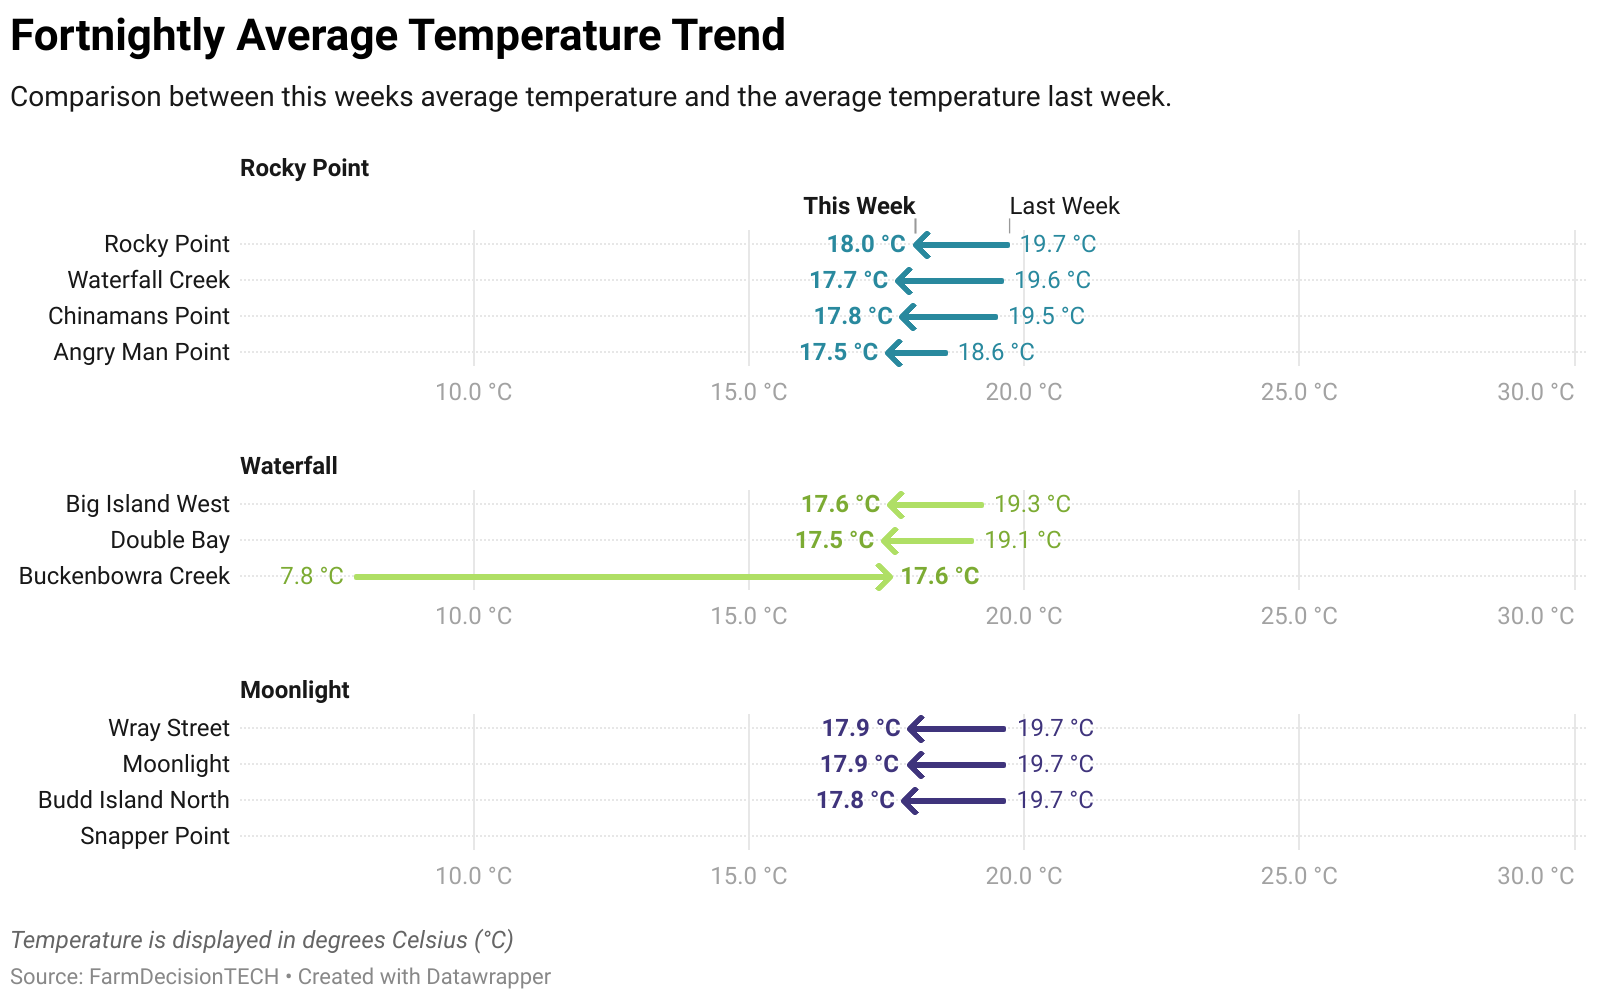 Fortnightly Average Temperature Trend
Comparison between this weeks average temperature and the average temperature last week.
Rocky Point
This Week Last Week
Rocky Point 18.0 °C 19.7 °C
Waterfall Creek 17.7 °C 19.6 °C
Chinamans Point 17.8 °C 19.5 °C
Angry Man Point 17.5 °C 18.6 °C
10.0 °C 15.0 °C 20.0 °C 25.0 °C 30.0 °C
Waterfall
Big Island West 17.6 °C 19.3 °C
Double Bay 17.5 °C 19.1 °C
Buckenbowra Creek 7.8 °C 17.6 °C
10.0 °C 15.0 °C 20.0 °C 25.0 °C 30.0 °C
Moonlight
Wray Street 17.9 °C 19.7 °C
Moonlight 17.9 °C 19.7 °C
Budd Island North 17.8 °C 19.7 °C
Snapper Point
10.0 °C 15.0 °C 20.0 °C 25.0 °C 30.0 °C
Temperature is displayed in degrees Celsius (°C)
Source: FarmDecisionTECH • Created with Datawrapper